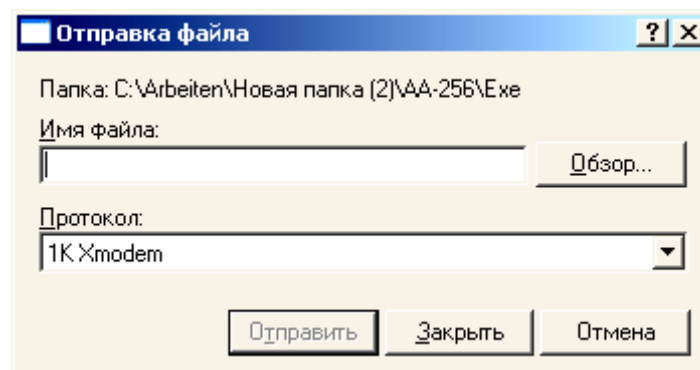 Отправка файла
Папка: C:\Arbeiten\Новая папка (2)\AA-256\Exe
Имя файла:
Обзор...
Протокол:
1K Xmodem
Отправить Закрыть Отмена